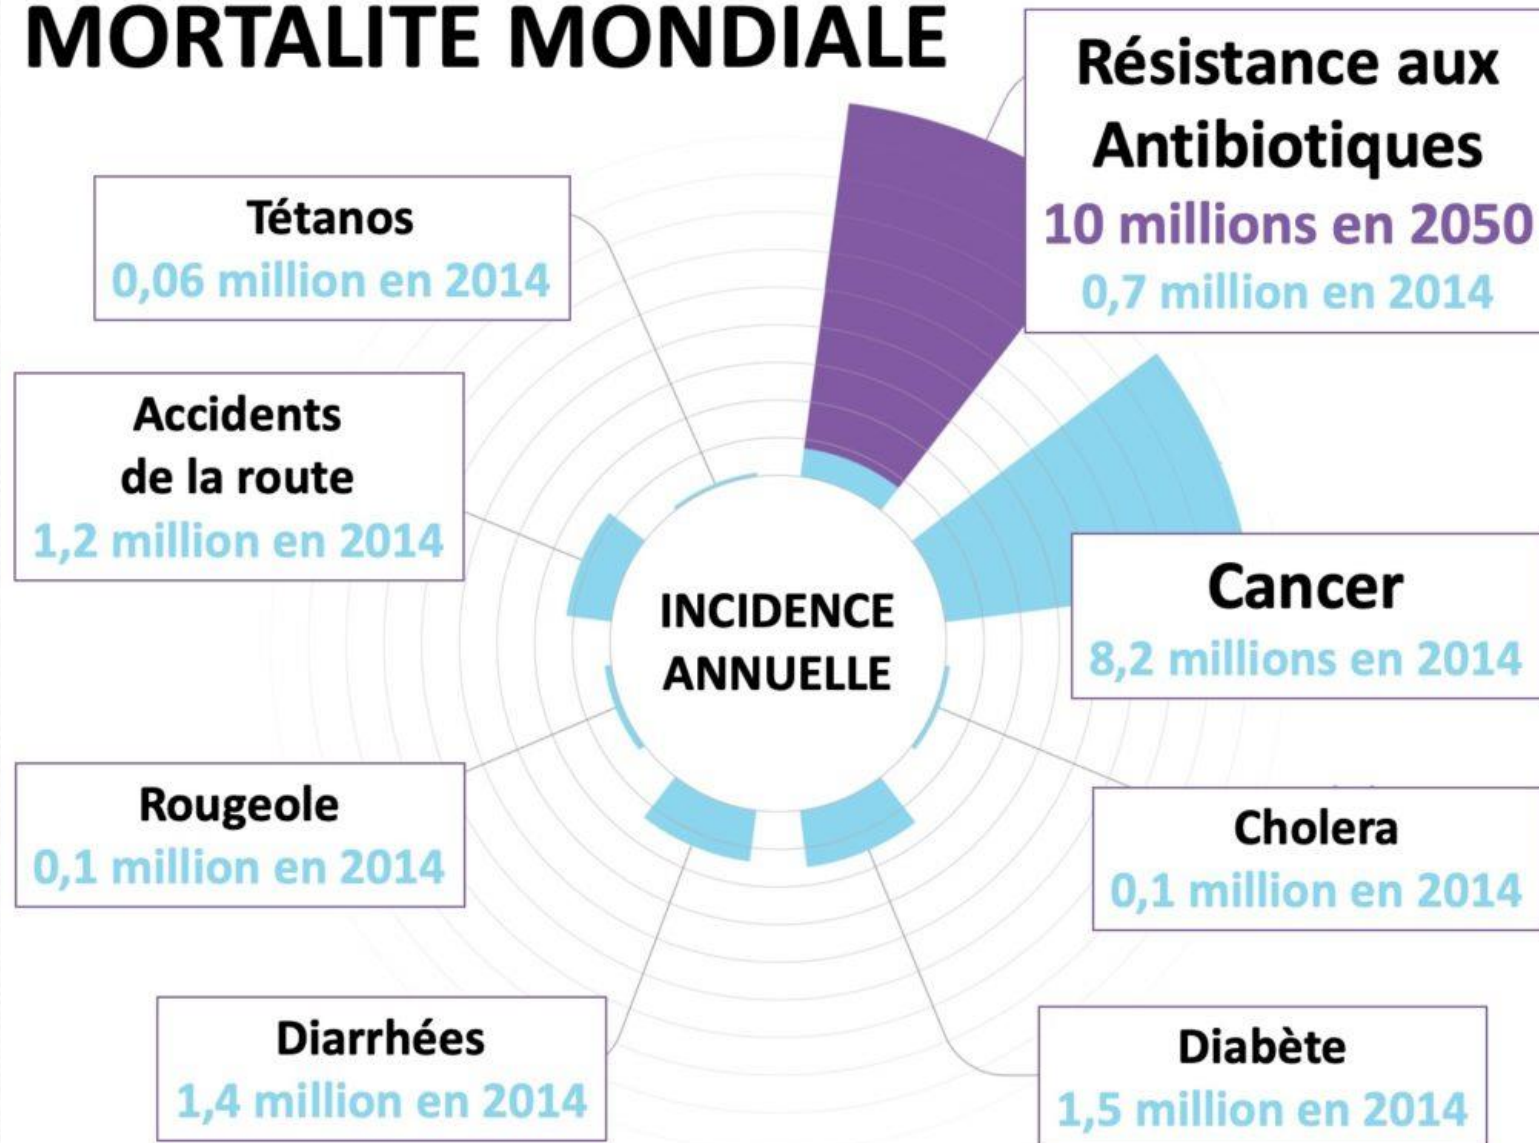 MORTALITE MONDIALE
Résistance aux
Antibiotiques
10 millions en 2050
0,7 million en 2014
Tétanos
0,06 million en 2014
Accidents
de la route
1,2 million en 2014
INCIDENCE
ANNUELLE
Cancer
8,2 millions en 2014
Rougeole
0,1 million en 2014
Cholera
0,1 million en 2014
Diarrhées
1,4 million en 2014
Diabète
1,5 million en 2014